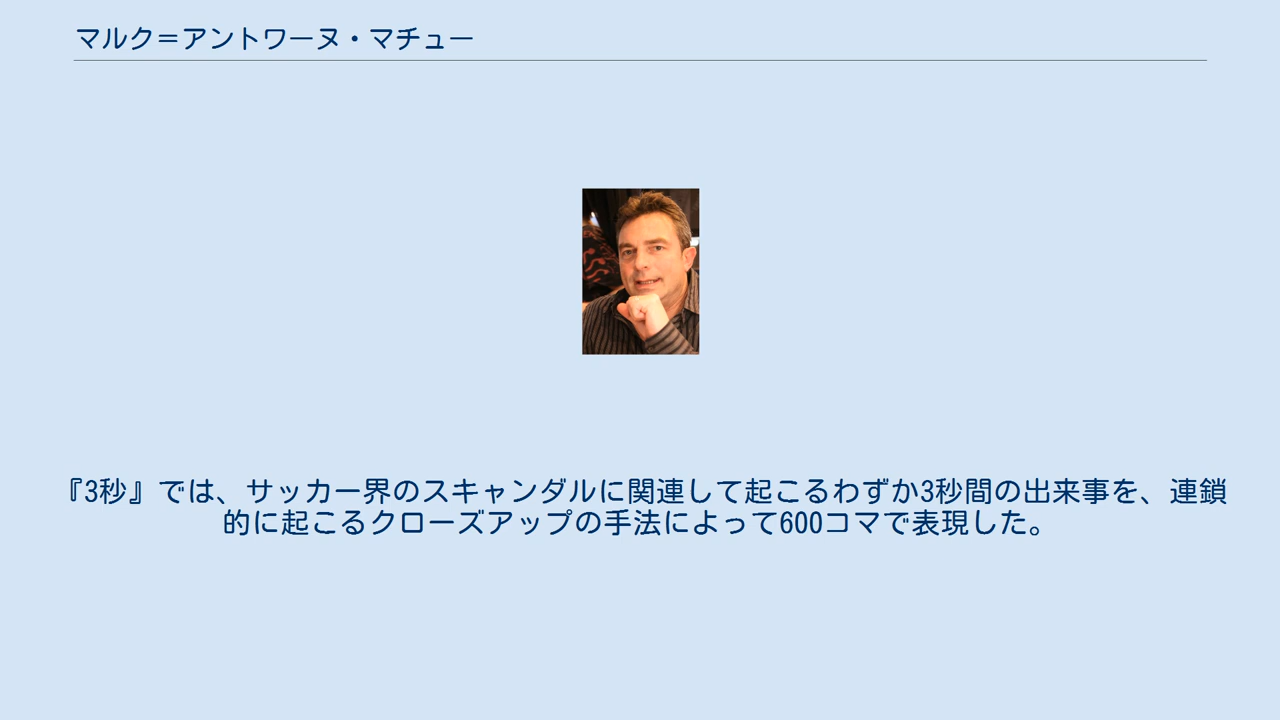 マルク＝アントワーヌ・マチュー
『3秒』では、サッカー界のスキャンダルに関連して起こるわずか3秒間の出来事を、連鎖
的に起こるクローズアップの手法によって600コマで表現した。